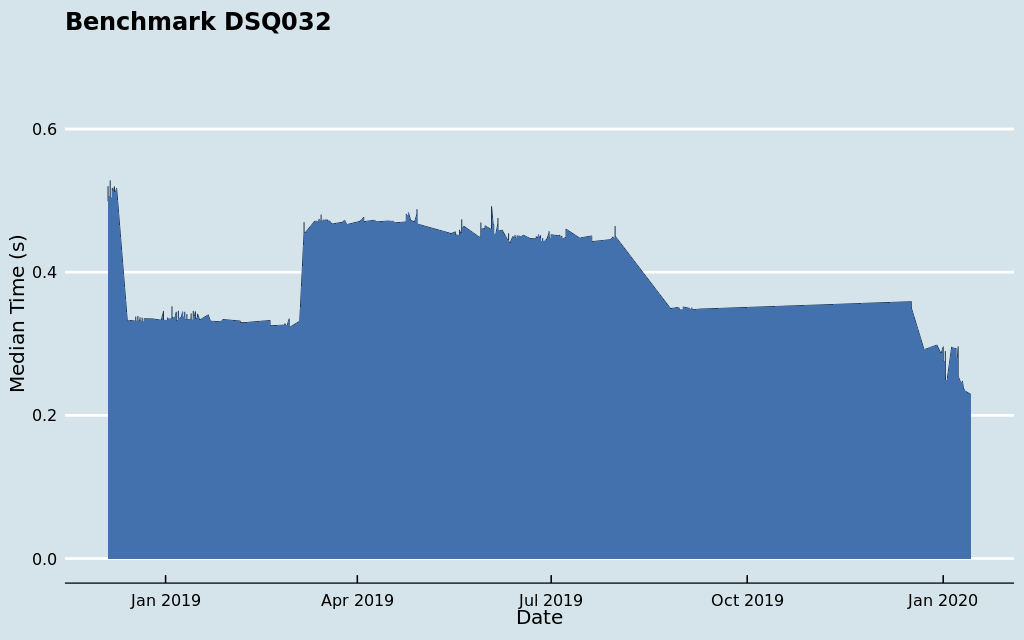 Benchmark DSQ032
Median Time (s)
0.6
0.4
0.2
0.0
Jan 2019
Apr 2019
Jul 2019
Oct 2019
Jan 2020
Date